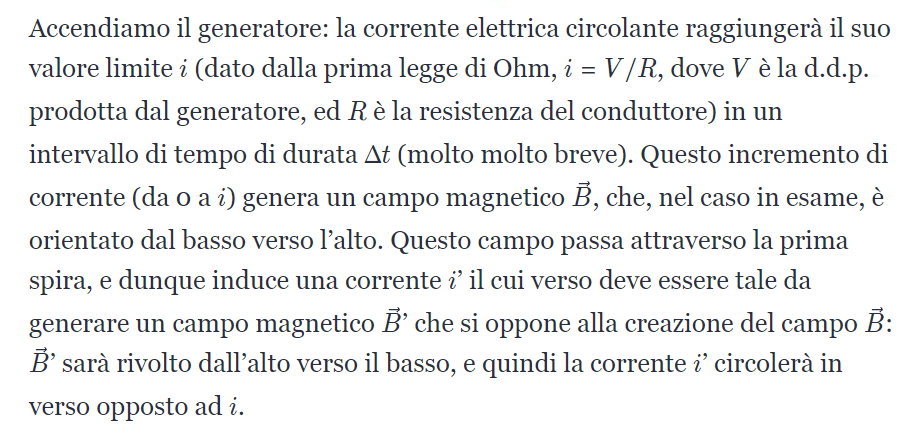 Accendiamo il generatore: la corrente elettrica circolante raggiungerà il suo
valore limite i (dato dalla prima legge di Ohm, i = V/R, dove V è la d.d.p.
prodotta dal generatore, ed R è la resistenza del conduttore) in un
intervallo di tempo di durata Δt (molto molto breve). Questo incremento di
corrente (da 0 a i) genera un campo magnetico B⃗, che, nel caso in esame, è
orientato dal basso verso l’alto. Questo campo passa attraverso la prima
spira, e dunque induce una corrente i’ il cui verso deve essere tale da
generare un campo magnetico B⃗’ che si oppone alla creazione del campo B⃗:
B⃗’ sarà rivolto dall’alto verso il basso, e quindi la corrente i’ circolerà in
verso opposto ad i.